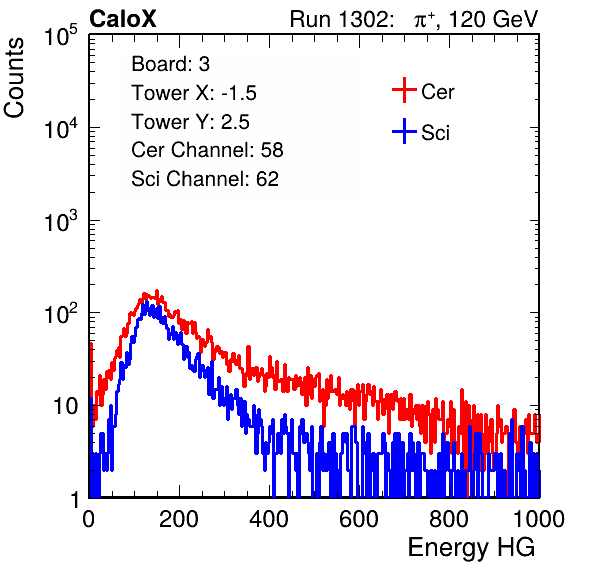 CaloX Run 1302: π⁺, 120 GeV
Counts
Board: 3
Tower X: -1.5
Tower Y: 2.5
Cer Channel: 58
Sci Channel: 62
Cer
Sci
10⁵
10⁴
10³
10²
10
1
0 200 400 600 800 1000
Energy HG